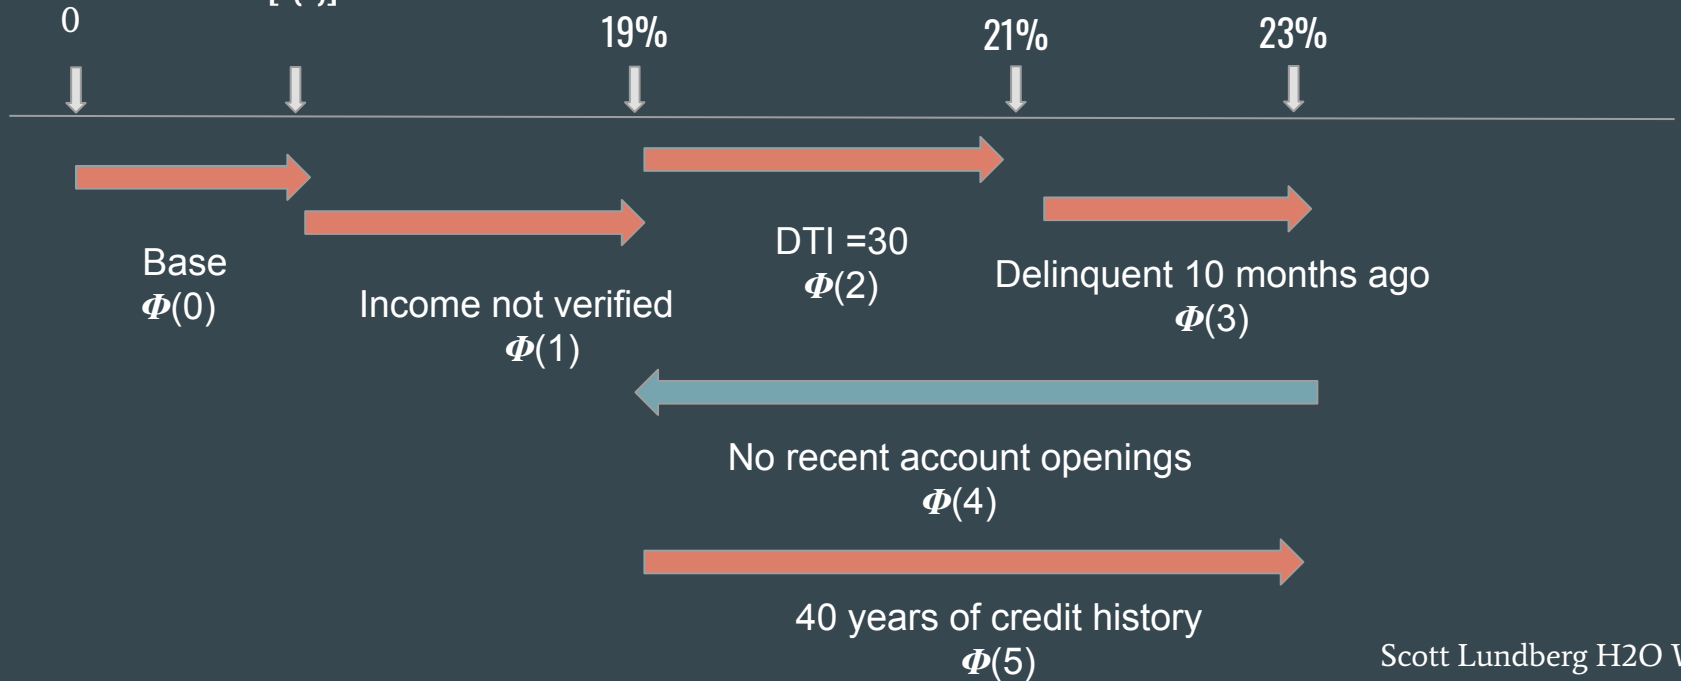 0
19%
21%
23%
Base
Φ(0)
Income not verified
Φ(1)
DTI =30
Φ(2)
Delinquent 10 months ago
Φ(3)
No recent account openings
Φ(4)
40 years of credit history
Φ(5)
Scott Lundberg H2O